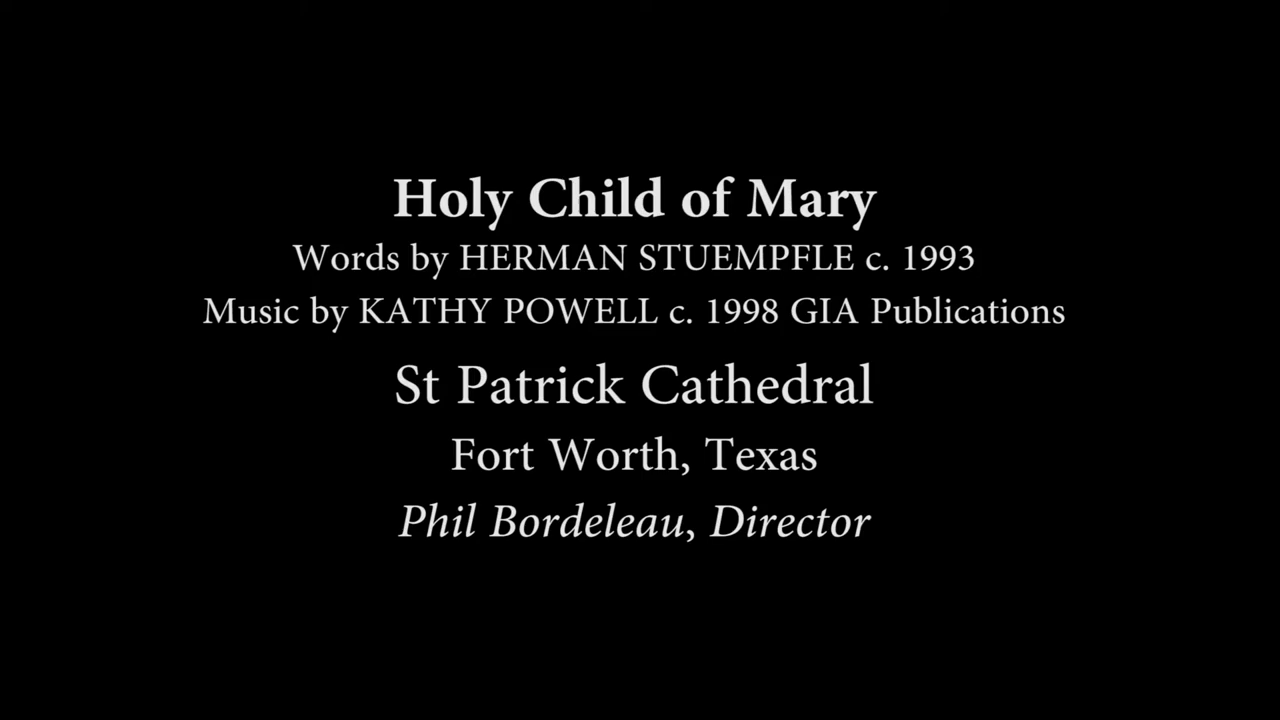 Holy Child of Mary
Words by HERMAN STUEMPFLE c. 1993
Music by KATHY POWELL c. 1998 GIA Publications
St Patrick Cathedral
Fort Worth, Texas
Phil Bordeleau, Director